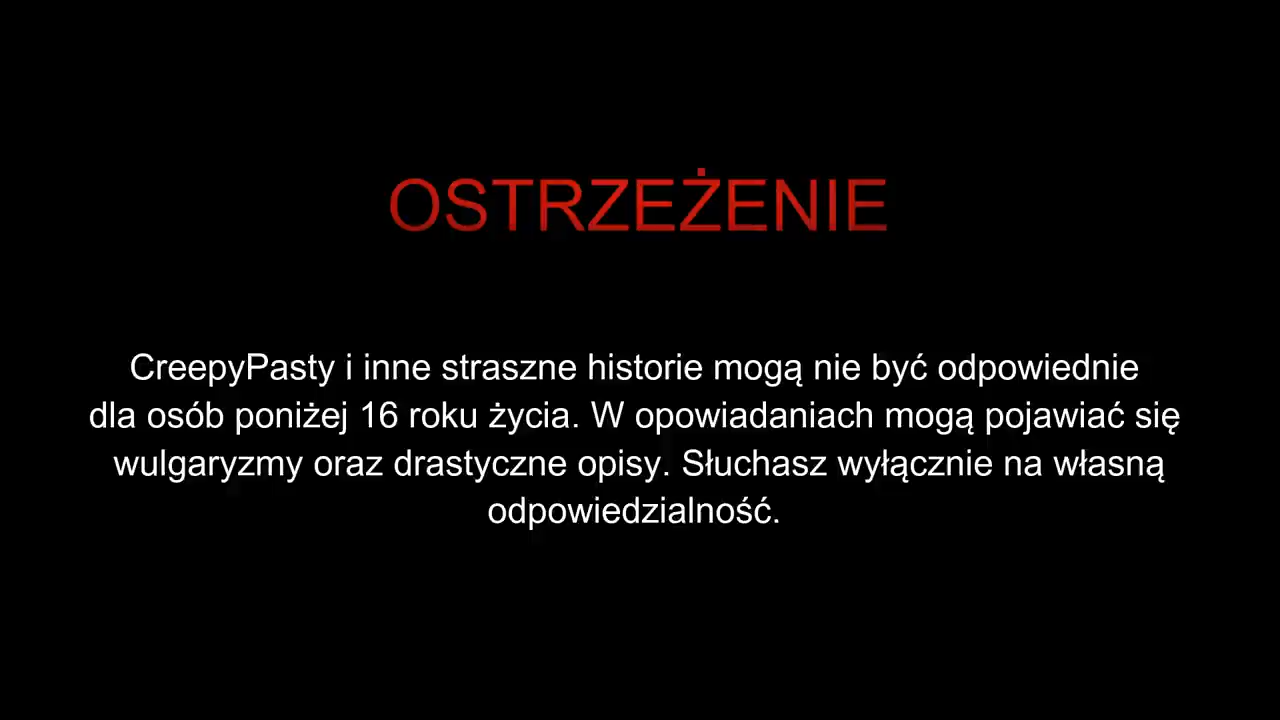 OSTRZEŻENIE
CreepyPasty i inne straszne historie mogą nie być odpowiednie
dla osób poniżej 16 roku życia. W opowiadaniach mogą pojawiać się
wulgaryzmy oraz drastyczne opisy. Słuchasz wyłącznie na własną
odpowiedzialność.